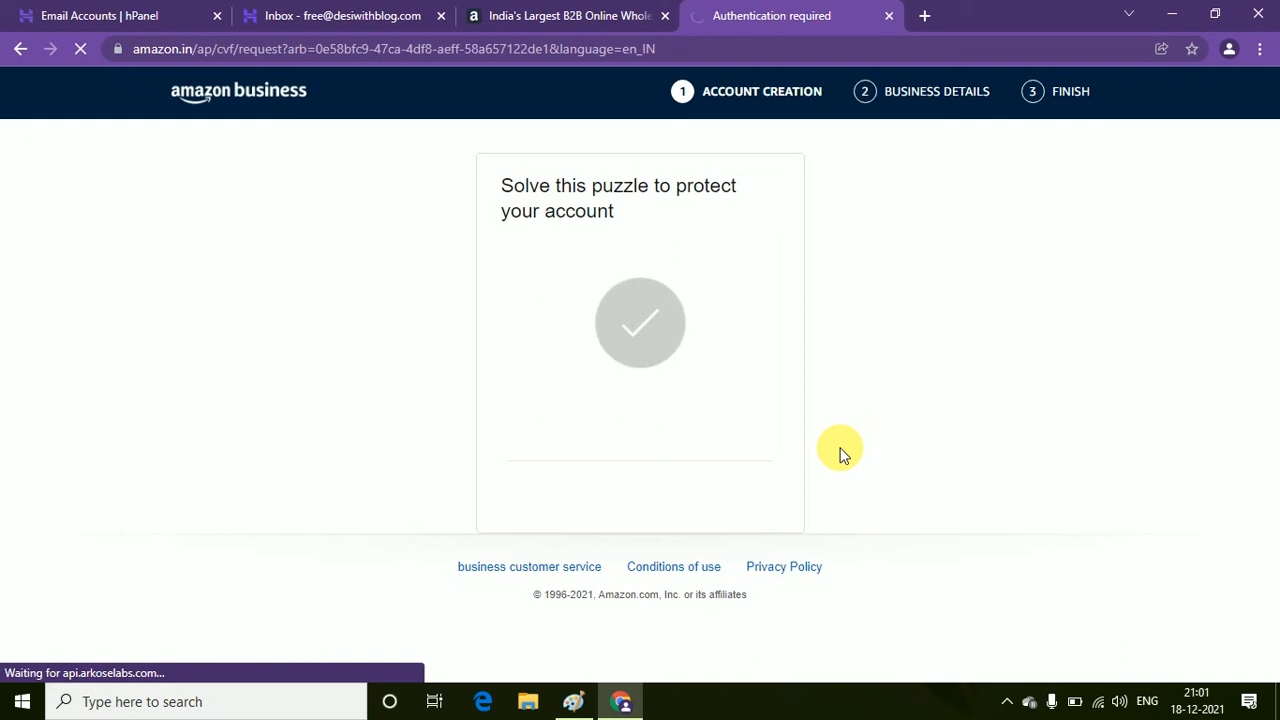 Email Accounts | hPanel
Inbox - free@desiwithblog.com
India's Largest B2B Online Whole
Authentication required
amazon.in/ap/cvf/request?arb=0e58bfc9-47ca-4df8-aeff-58a657122de1&language=en_IN
amazon business
1 ACCOUNT CREATION
2 BUSINESS DETAILS
3 FINISH
Solve this puzzle to protect
your account
business customer service
Conditions of use
Privacy Policy
© 1996-2021, Amazon.com, Inc. or its affiliates
Waiting for api.arkoselabs.com...
Type here to search
ENG
21:01
18-12-2021